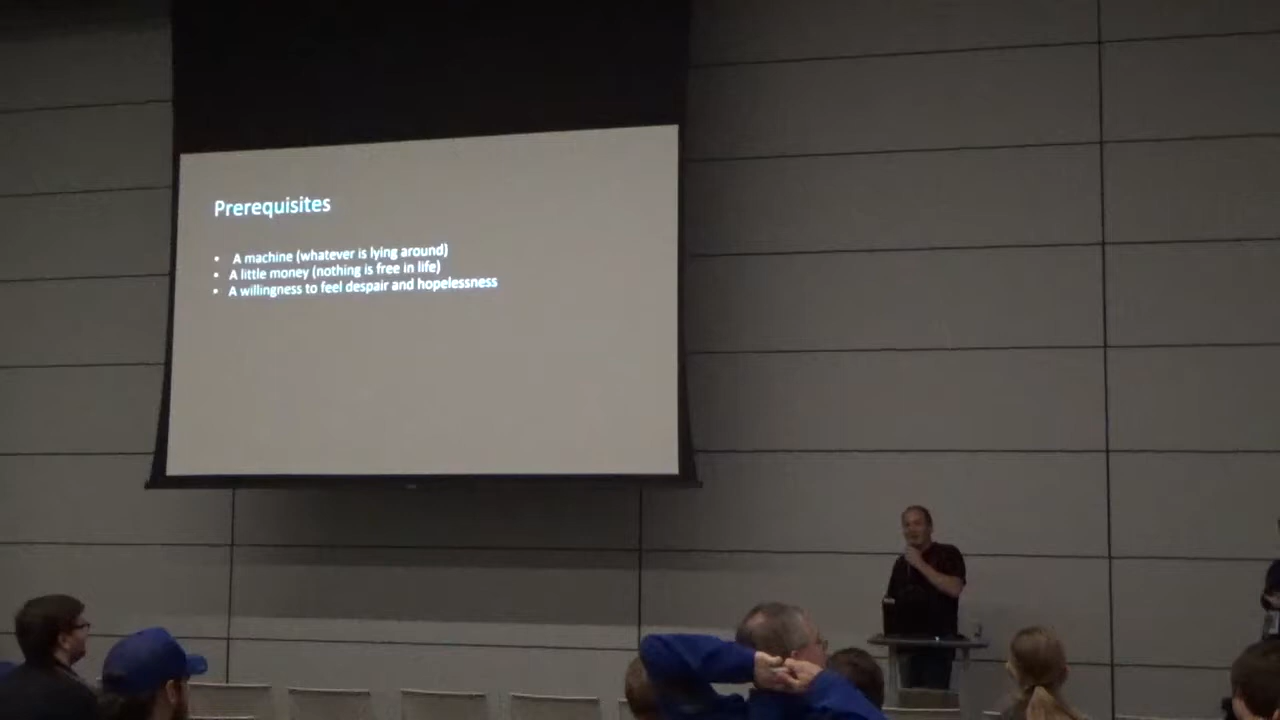 Prerequisites
• A machine (whatever is lying around)
• A little money (nothing is free in life)
• A willingness to feel despair and hopelessness